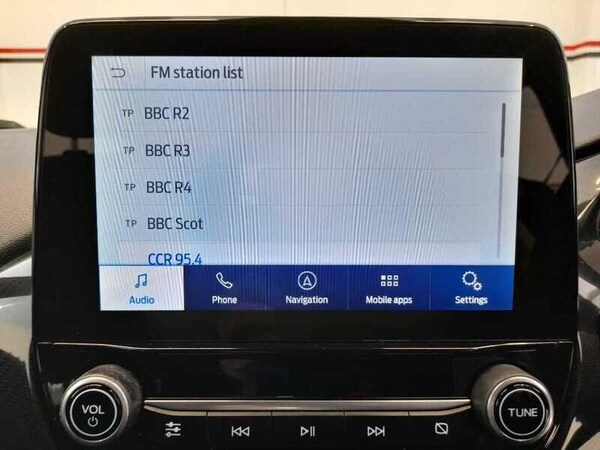 FM station list
TP BBC R2
TP BBC R3
TP BBC R4
TP BBC Scot
CCR 95.4
Audio
Phone
Navigation
Mobile apps
Settings
VOL
TUNE